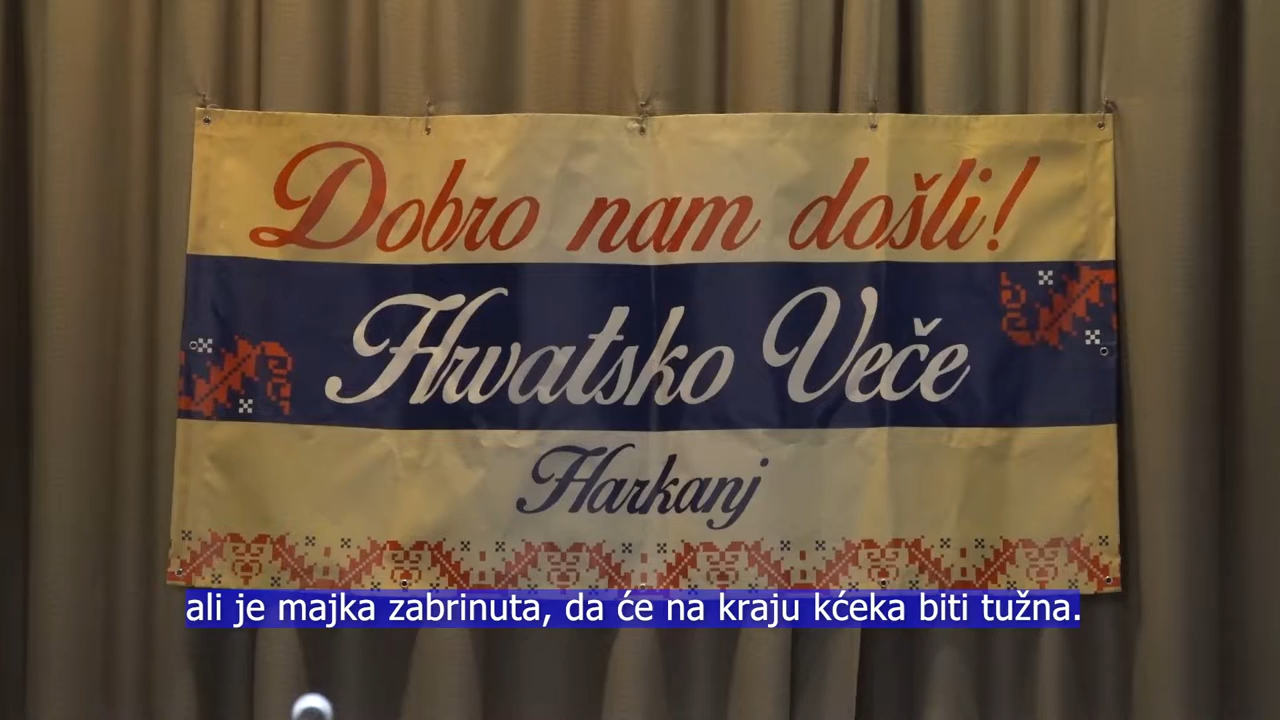 Dobro nam došli!
Hrvatsko Veče
Harkanj
ali je majka zabrinuta, da će na kraju kćeka biti tužna.